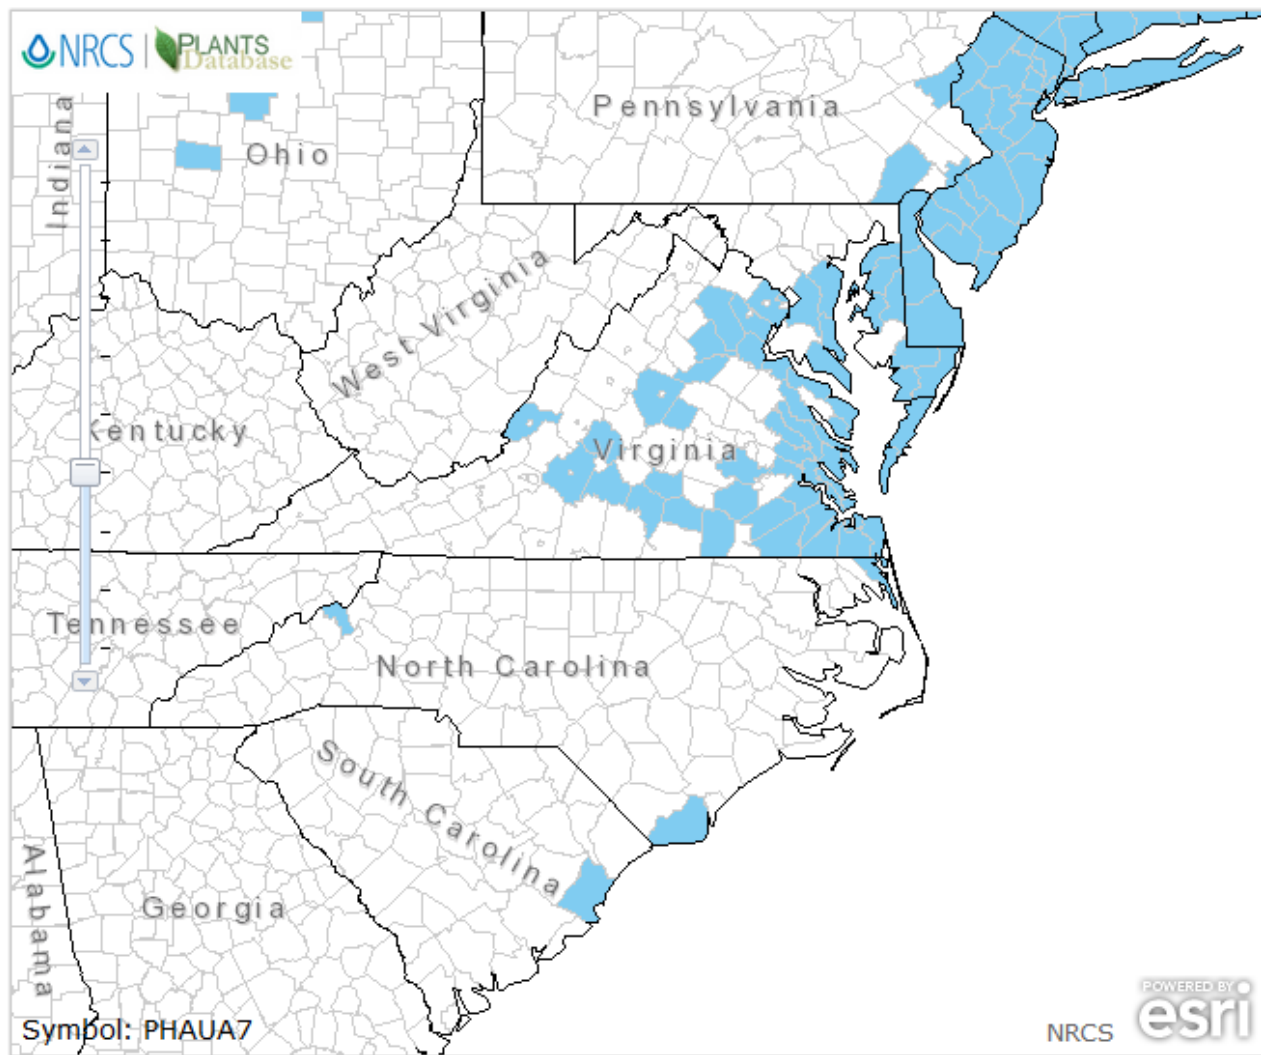 NRCS | PLANTS
Database
Pennsylvania
Indiana
Ohio
West Virginia
Kentucky
Virginia
Tennessee
North Carolina
South Carolina
Alabama
Georgia
Symbol: PHAUA7
NRCS
POWERED BY
esri